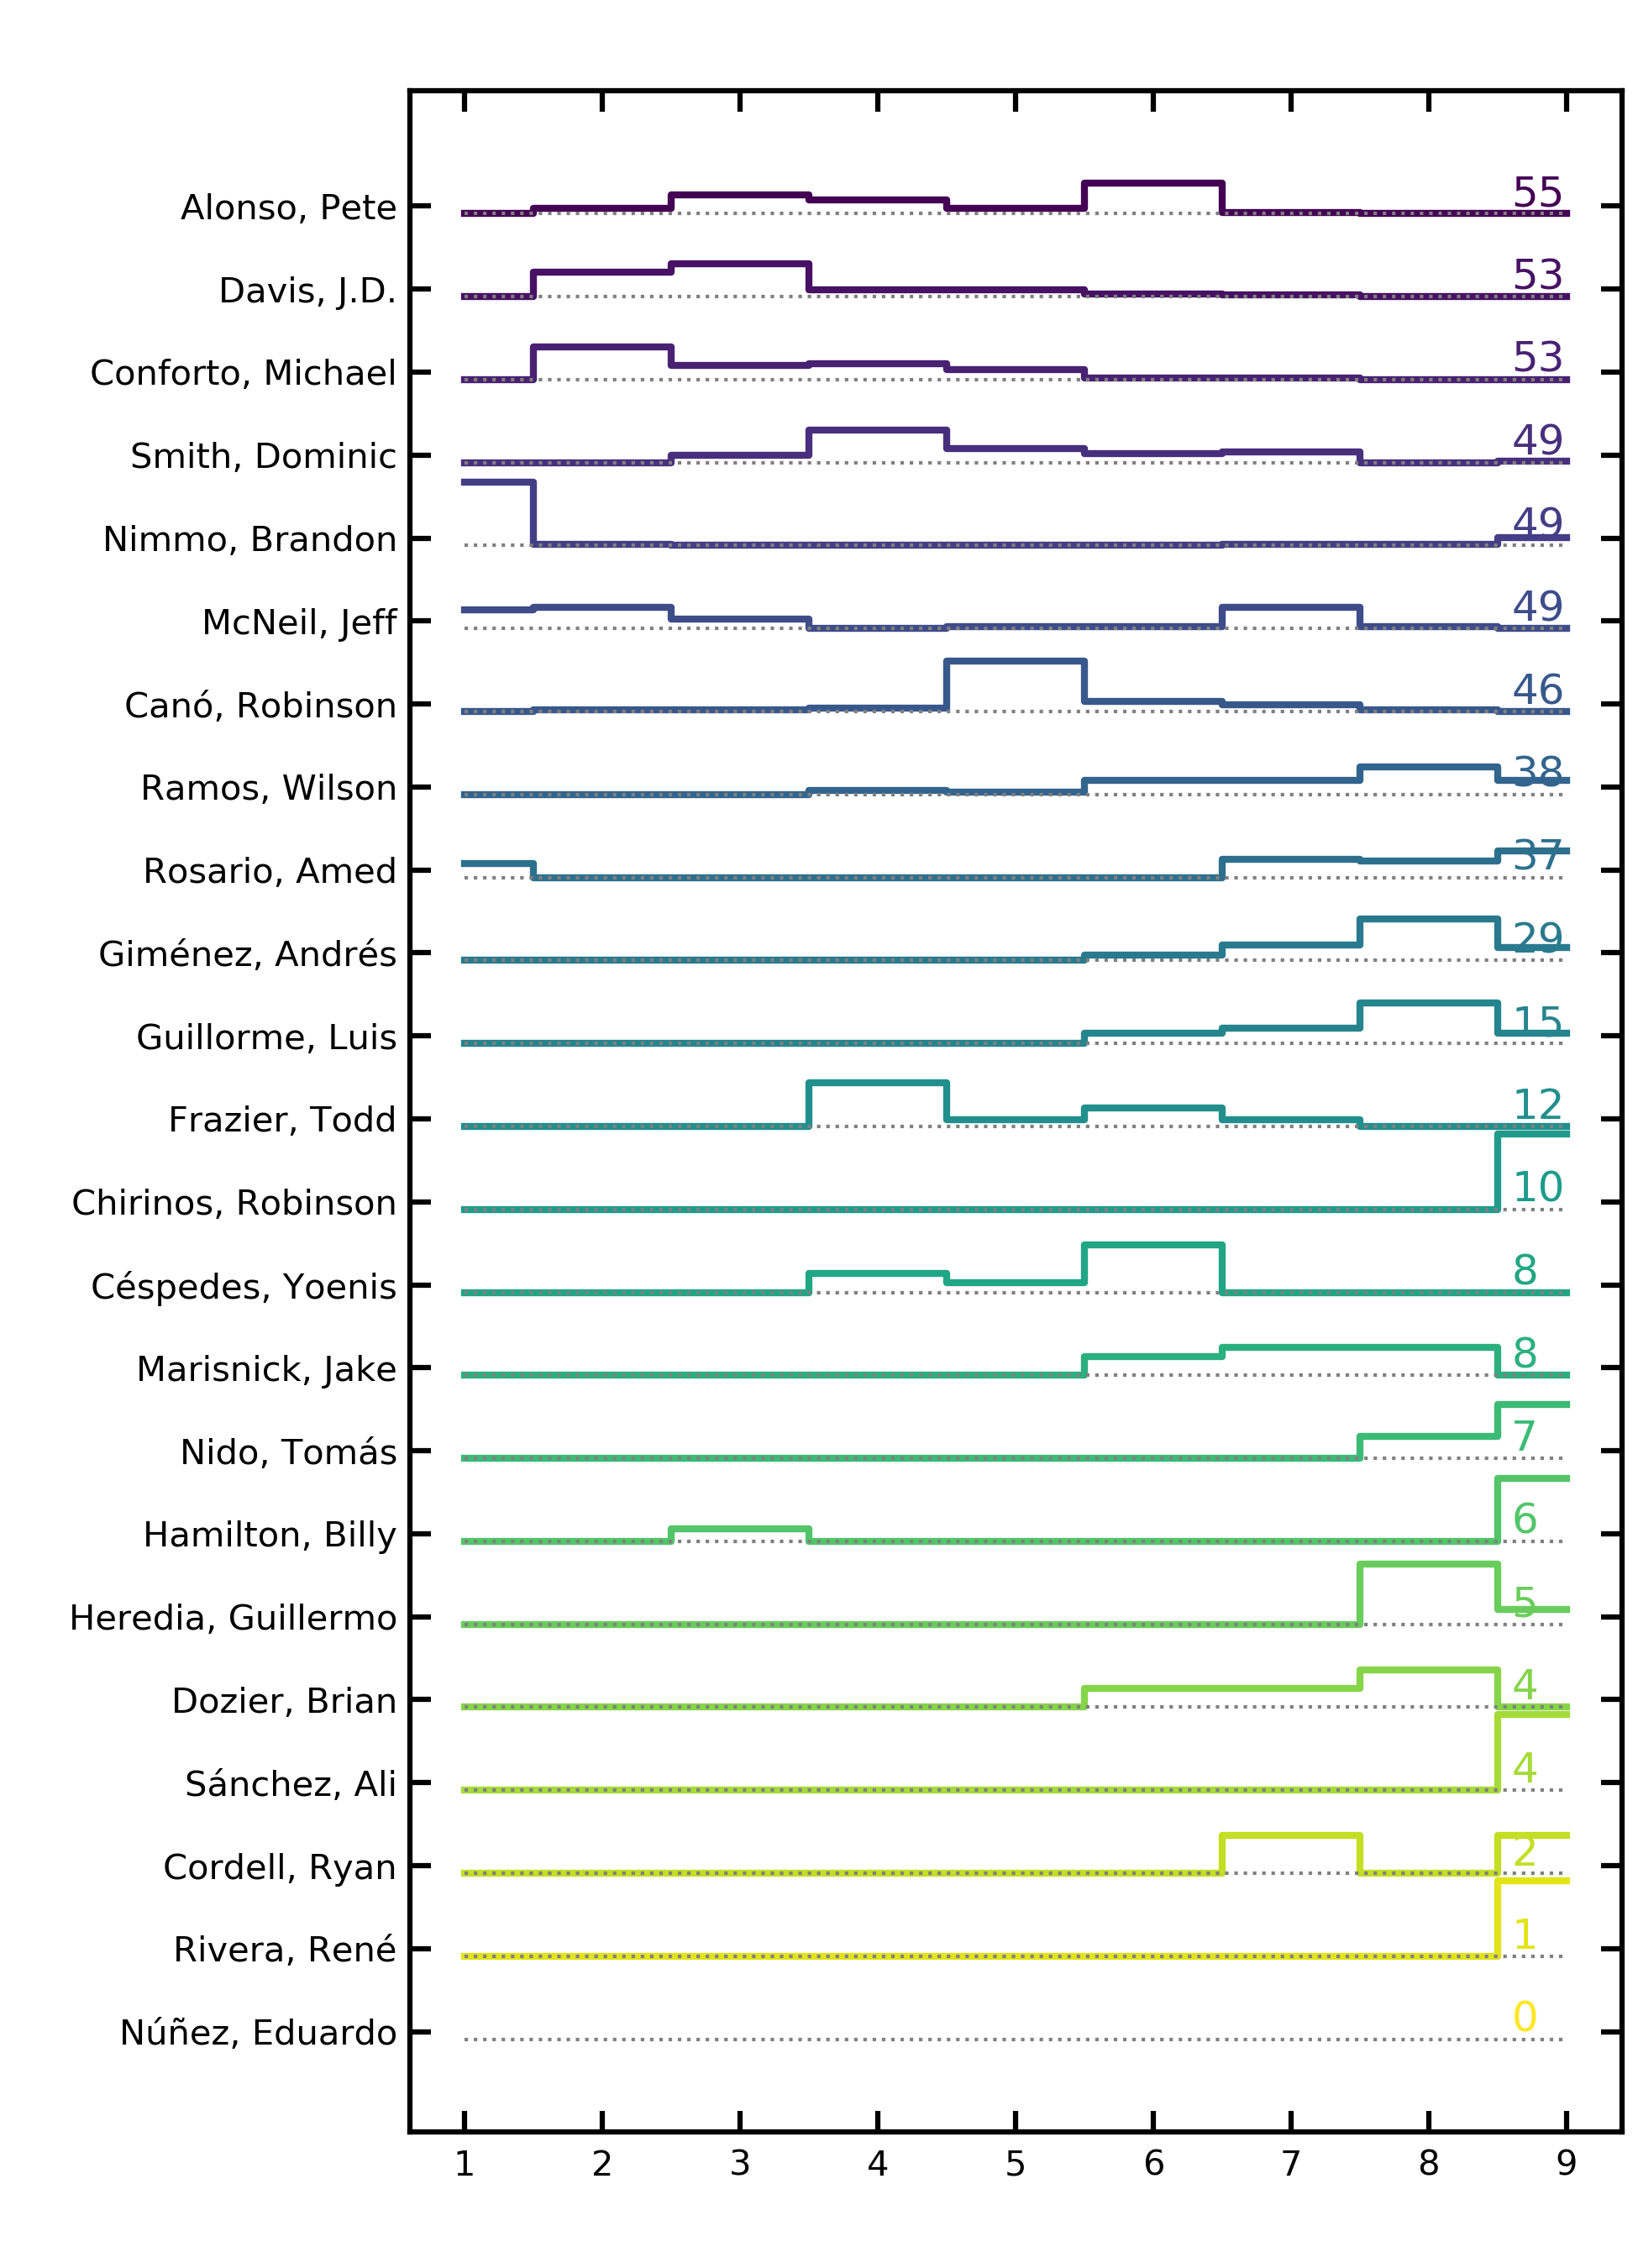 Alonso, Pete 55
Davis, J.D. 53
Conforto, Michael 53
Smith, Dominic 49
Nimmo, Brandon 49
McNeil, Jeff 49
Canó, Robinson 46
Ramos, Wilson 38
Rosario, Amed 37
Giménez, Andrés 29
Guillorme, Luis 15
Frazier, Todd 12
Chirinos, Robinson 10
Céspedes, Yoenis 8
Marisnick, Jake 8
Nido, Tomás 7
Hamilton, Billy 6
Heredia, Guillermo 5
Dozier, Brian 4
Sánchez, Ali 4
Cordell, Ryan 2
Rivera, René 1
Núñez, Eduardo 0
1 2 3 4 5 6 7 8 9